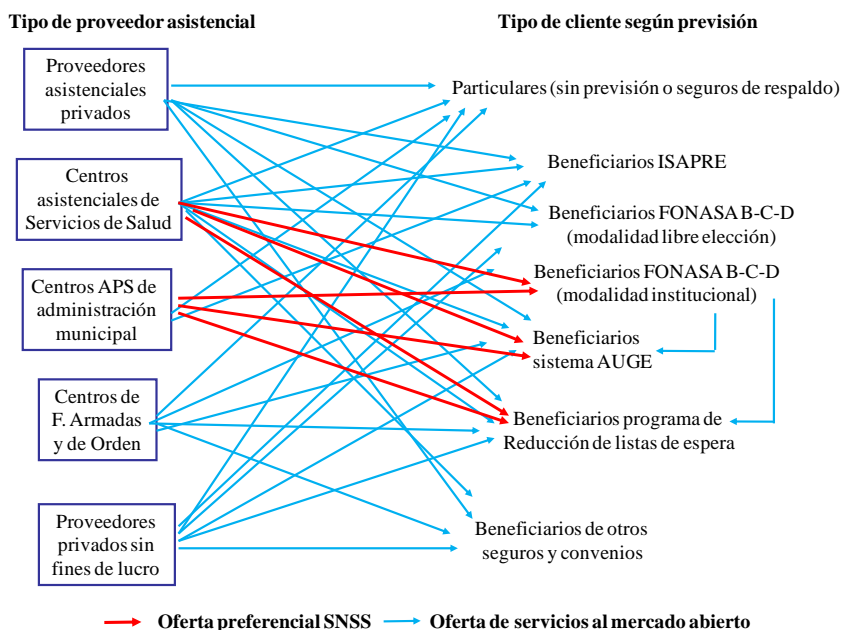 Tipo de proveedor asistencial
Tipo de cliente según previsión
Proveedores
asistenciales
privados
Centros
asistenciales de
Servicios de Salud
Centros APS de
administración
municipal
Centros de
F. Armadas
y de Orden
Proveedores
privados sin
fines de lucro
Particulares (sin previsión o seguros de respaldo)
Beneficiarios ISAPRE
Beneficiarios FONASA B-C-D
(modalidad libre elección)
Beneficiarios FONASA B-C-D
(modalidad institucional)
Beneficiarios
sistema AUGE
Beneficiarios programa de
Reducción de listas de espera
Beneficiarios de otros
seguros y convenios
Oferta preferencial SNSS
Oferta de servicios al mercado abierto